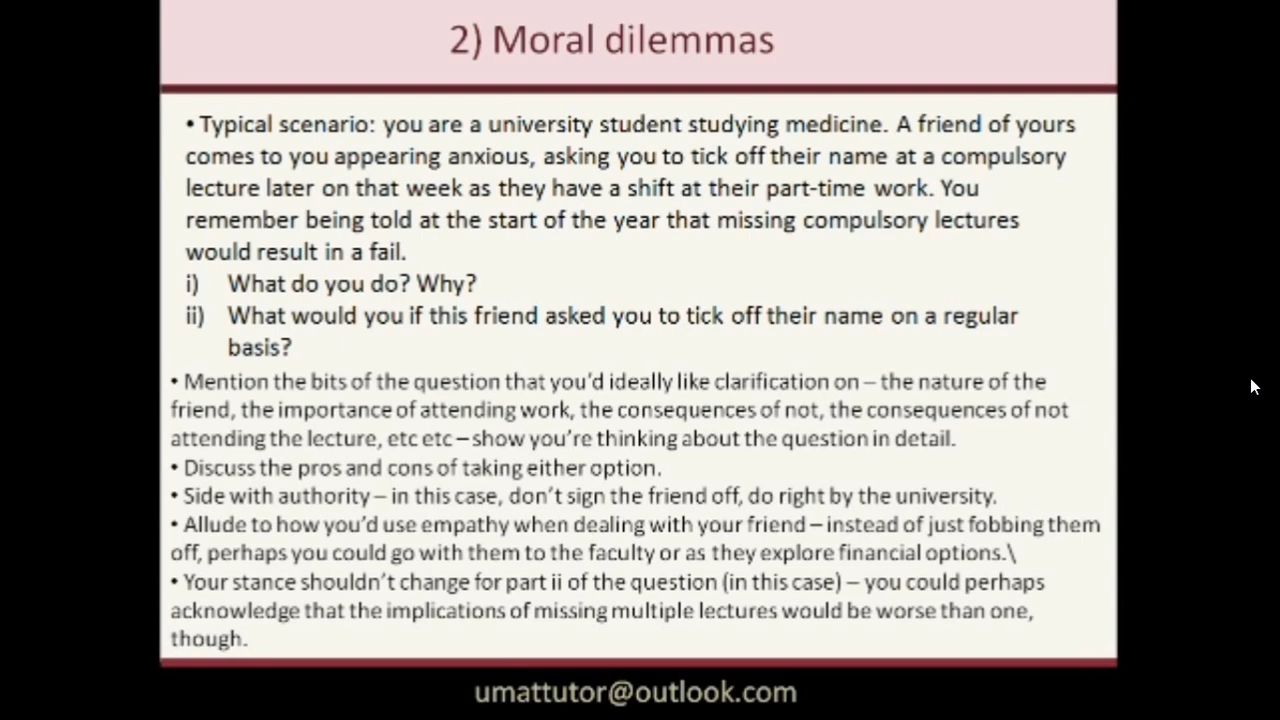 2) Moral dilemmas
• Typical scenario: you are a university student studying medicine. A friend of yours
comes to you appearing anxious, asking you to tick off their name at a compulsory
lecture later on that week as they have a shift at their part-time work. You
remember being told at the start of the year that missing compulsory lectures
would result in a fail.
i) What do you do? Why?
ii) What would you if this friend asked you to tick off their name on a regular
basis?
• Mention the bits of the question that you'd ideally like clarification on – the nature of the
friend, the importance of attending work, the consequences of not, the consequences of not
attending the lecture, etc etc – show you're thinking about the question in detail.
• Discuss the pros and cons of taking either option.
• Side with authority – in this case, don't sign the friend off, do right by the university.
• Allude to how you'd use empathy when dealing with your friend – instead of just fobbing them
off, perhaps you could go with them to the faculty or as they explore financial options.\
• Your stance shouldn't change for part ii of the question (in this case) – you could perhaps
acknowledge that the implications of missing multiple lectures would be worse than one,
though.
umattutor@outlook.com